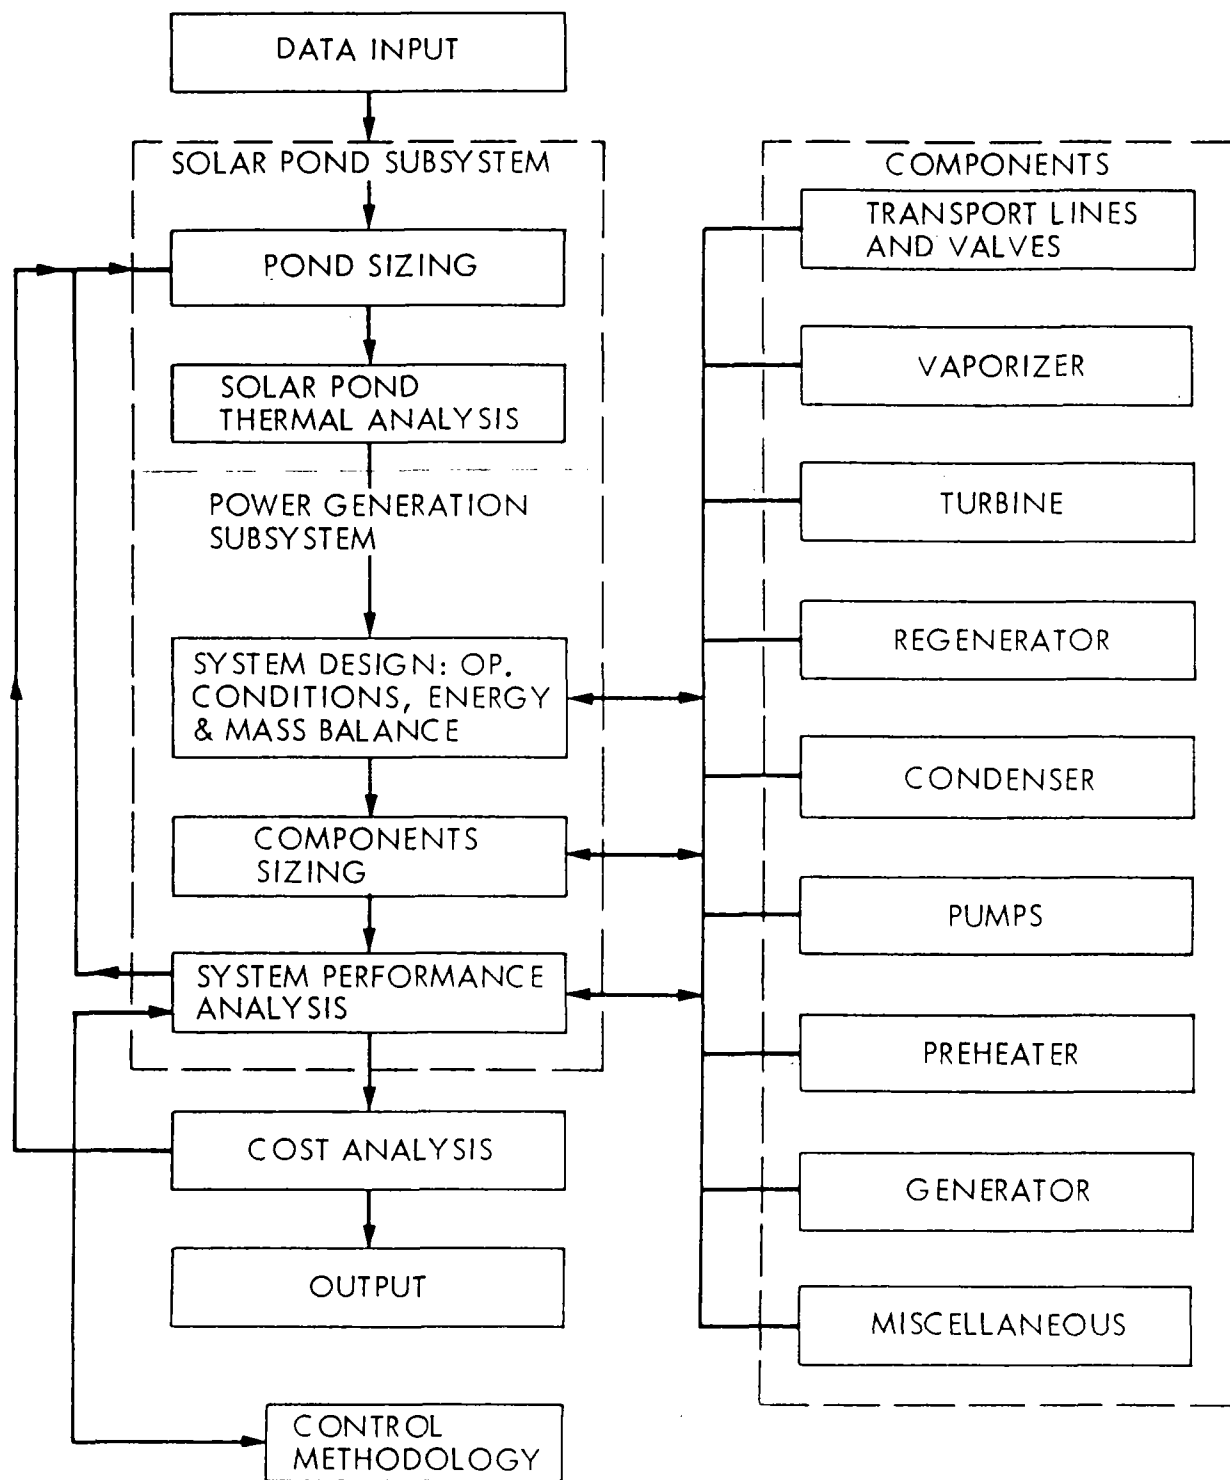 DATA INPUT
SOLAR POND SUBSYSTEM
POND SIZING
SOLAR POND
THERMAL ANALYSIS
POWER GENERATION
SUBSYSTEM
SYSTEM DESIGN: OP.
CONDITIONS, ENERGY
& MASS BALANCE
COMPONENTS
SIZING
SYSTEM PERFORMANCE
ANALYSIS
COST ANALYSIS
OUTPUT
CONTROL
METHODOLOGY
COMPONENTS
TRANSPORT LINES
AND VALVES
VAPORIZER
TURBINE
REGENERATOR
CONDENSER
PUMPS
PREHEATER
GENERATOR
MISCELLANEOUS